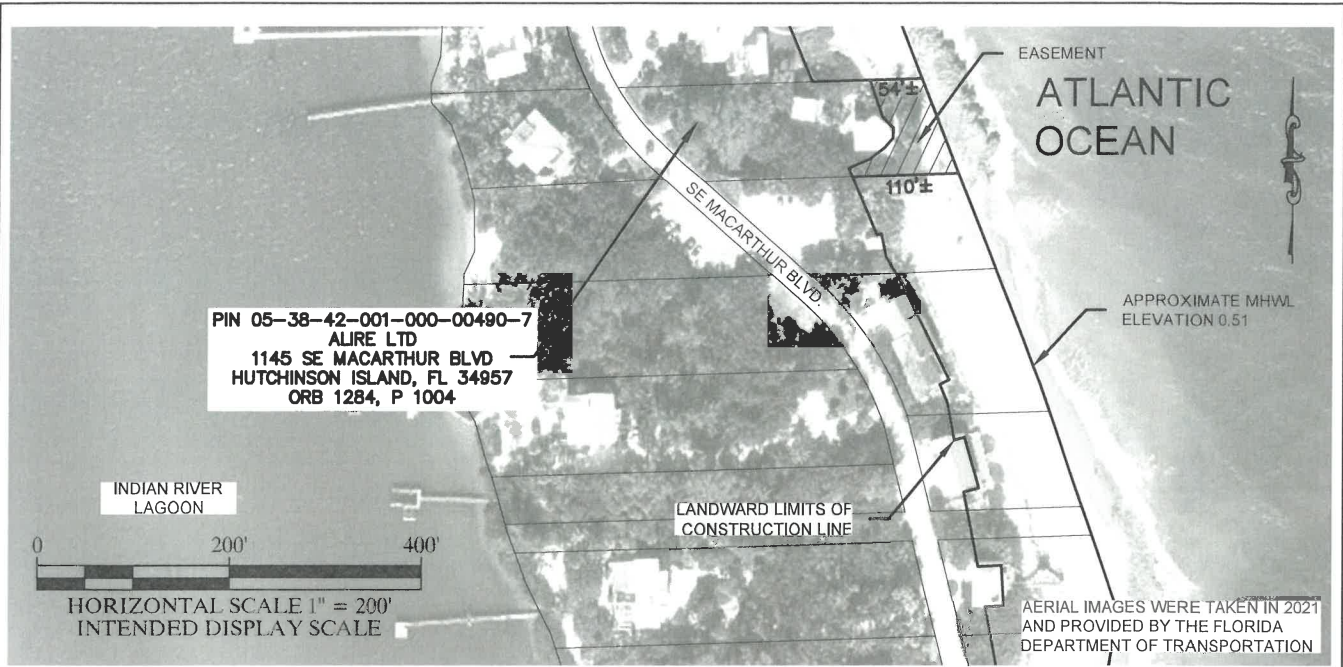 EASEMENT
ATLANTIC
OCEAN
54'±
110'±
SE MACARTHUR BLVD.
APPROXIMATE MHWL
ELEVATION 0.51
PIN 05-38-42-001-000-00490-7
ALIRE LTD
1145 SE MACARTHUR BLVD
HUTCHINSON ISLAND, FL 34957
ORB 1284, P 1004
INDIAN RIVER
LAGOON
LANDWARD LIMITS OF
CONSTRUCTION LINE
0 200' 400'
HORIZONTAL SCALE 1" = 200'
INTENDED DISPLAY SCALE
AERIAL IMAGES WERE TAKEN IN 2021
AND PROVIDED BY THE FLORIDA
DEPARTMENT OF TRANSPORTATION